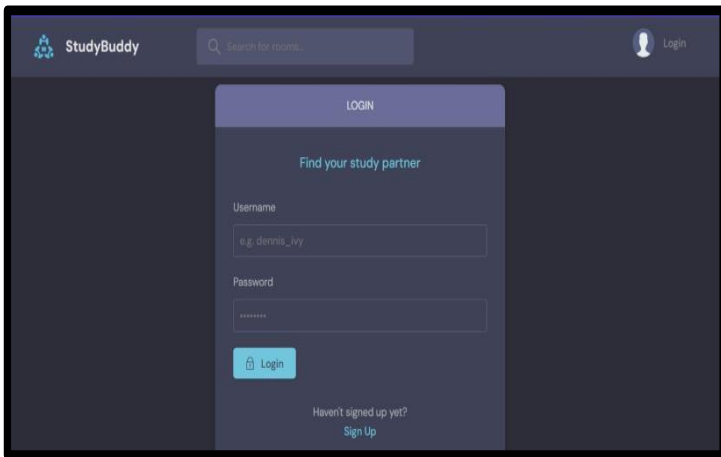 StudyBuddy
Search for rooms...
Login
LOGIN
Find your study partner
Username
e.g. dennis_ivy
Password
••••••••
Login
Haven't signed up yet?
Sign Up